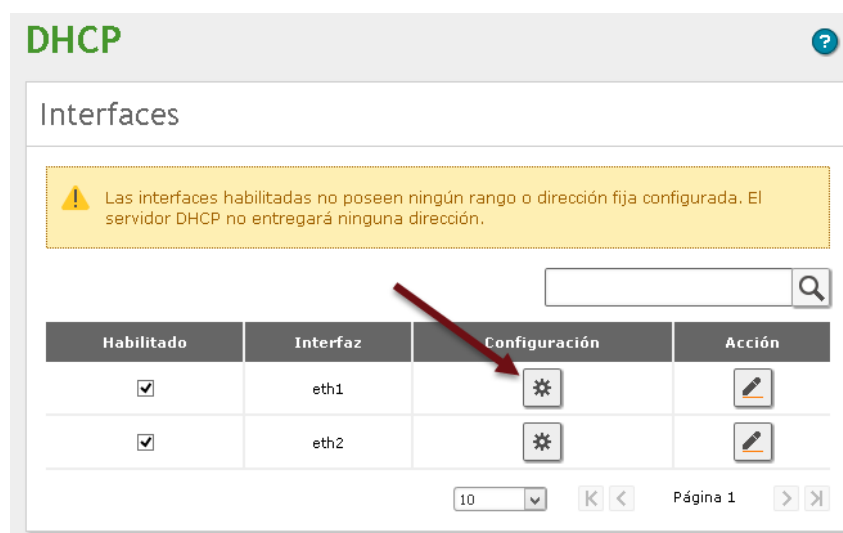 DHCP
?
Interfaces
Las interfaces habilitadas no poseen ningún rango o dirección fija configurada. El
servidor DHCP no entregará ninguna dirección.
Habilitado Interfaz Configuración Acción
eth1
eth2
10 Página 1